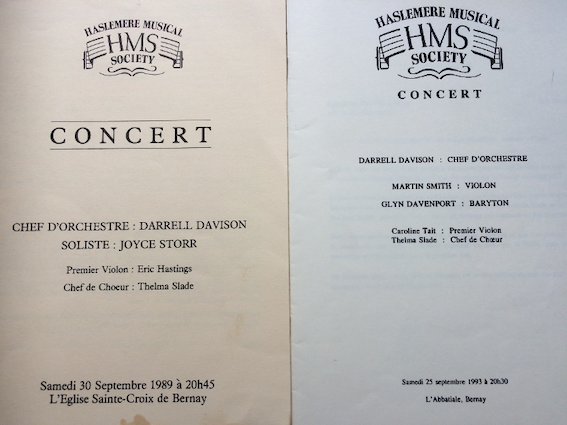 HASLEMERE MUSICAL
HMS
SOCIETY
CONCERT
CHEF D'ORCHESTRE : DARRELL DAVISON
SOLISTE : JOYCE STORR
Premier Violon : Eric Hastings
Chef de Choeur : Thelma Slade
Samedi 30 Septembre 1989 à 20h45
L'Eglise Sainte-Croix de Bernay
HASLEMERE MUSICAL
HMS
SOCIETY
CONCERT
DARRELL DAVISON : CHEF D'ORCHESTRE
MARTIN SMITH : VIOLON
GLYN DAVENPORT : BARYTON
Caroline Tait : Premier Violon
Thelma Slade : Chef de Chœur
Samedi 25 septembre 1993 à 20h30
L'Abbatiale, Bernay